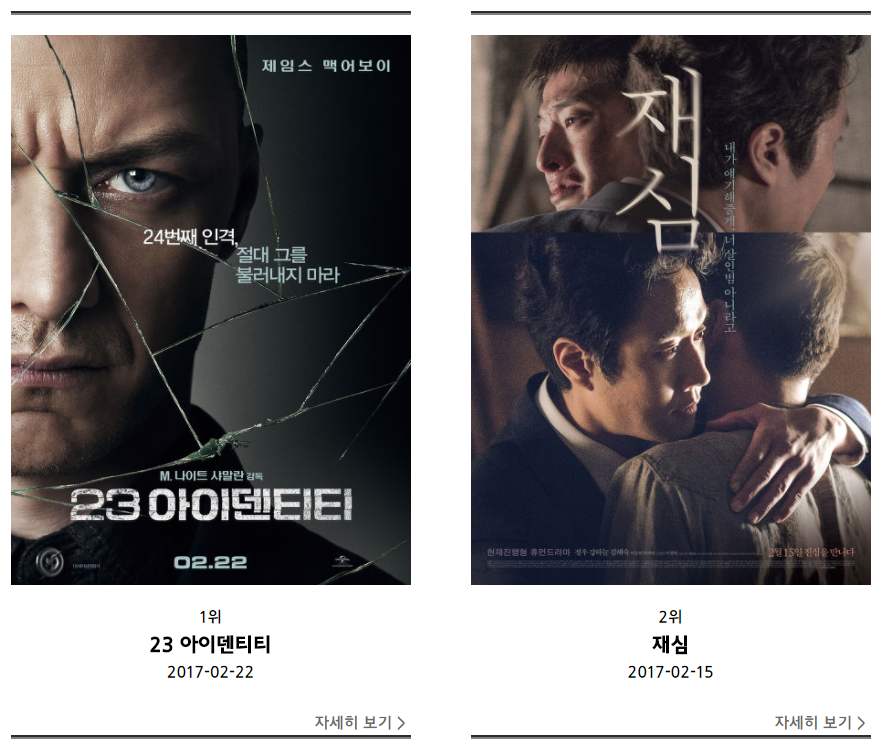 제임스 맥어보이
24번째 인격,
절대 그를
불러내지 마라
M. 나이트 샤말란 감독
23 아이덴티티
02.22
1위
23 아이덴티티
2017-02-22
자세히 보기 >
재심
내가 얘기해줄게, 너 살인범 아니라고
현재진행형 휴먼드라마 정우 강하늘 김해숙
2월 15일 진심을 만나다
2위
재심
2017-02-15
자세히 보기 >